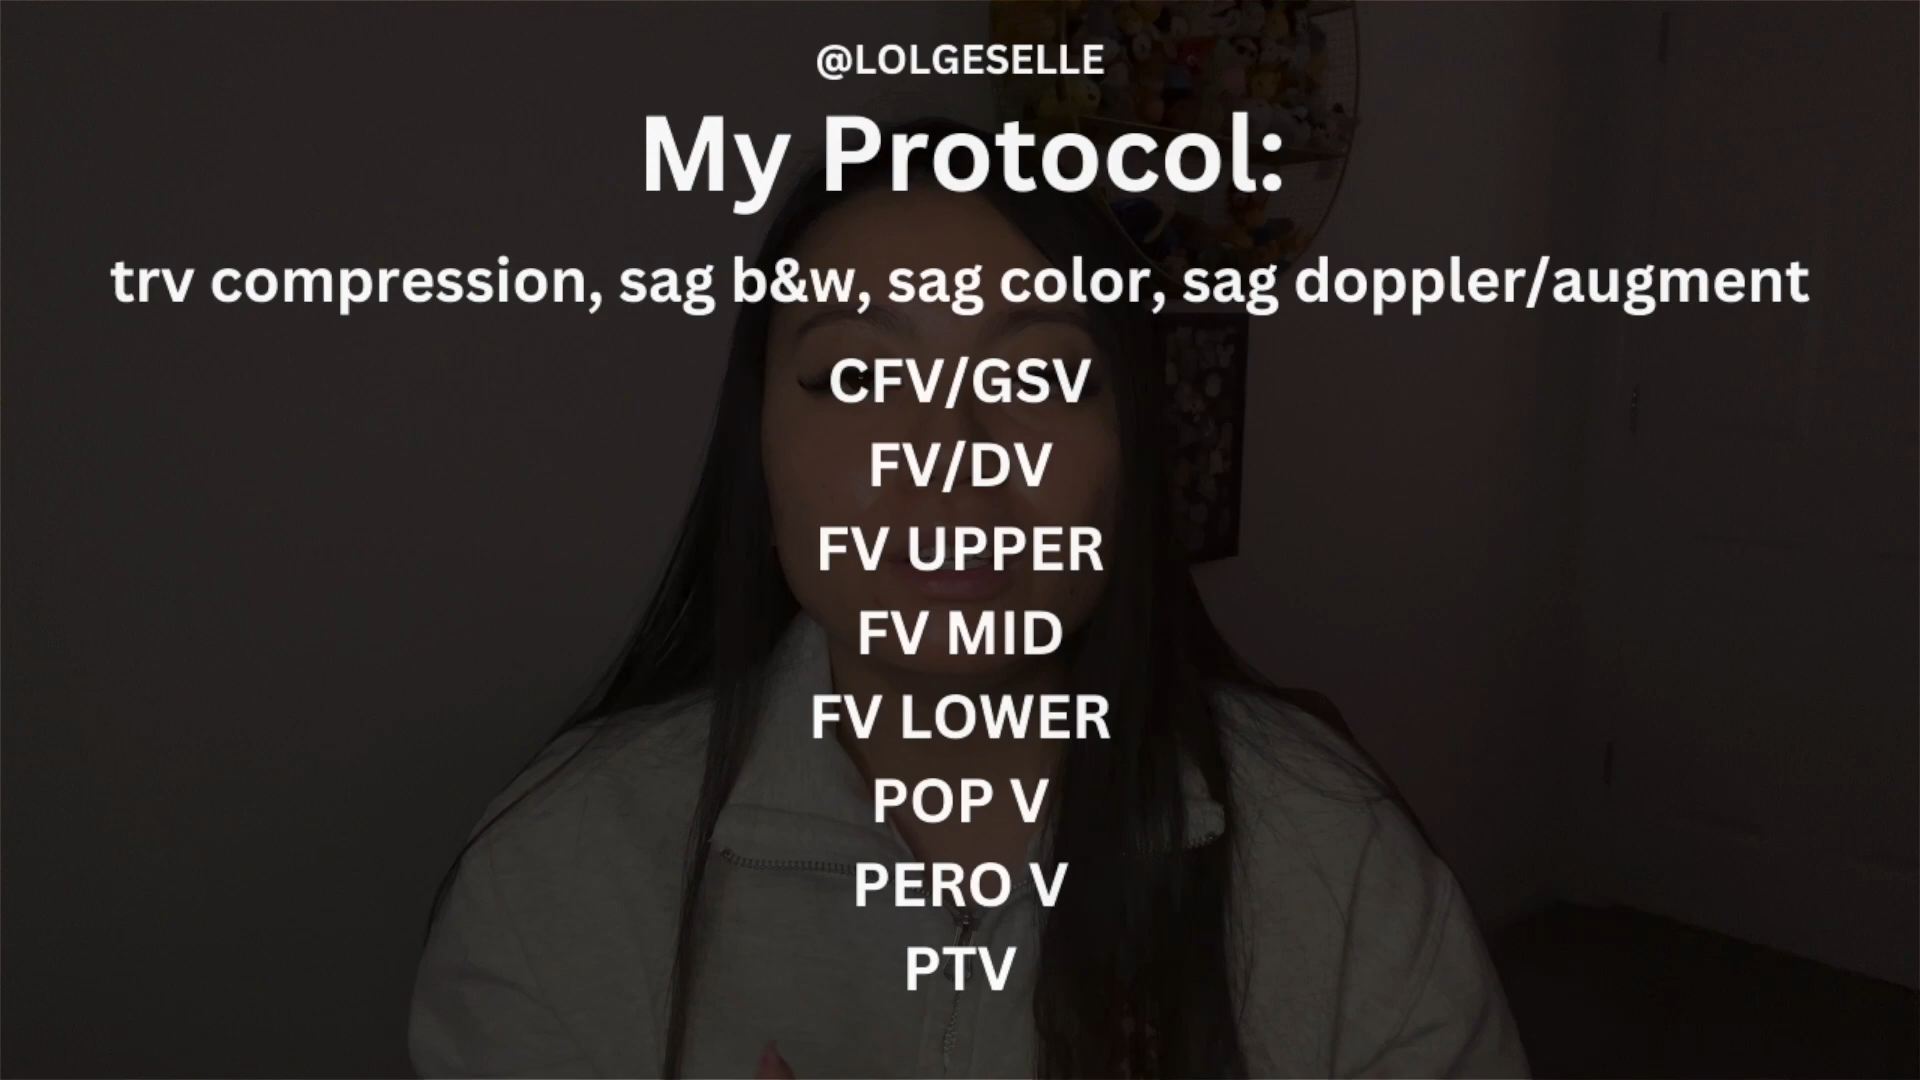 @LOLGESELLE
My Protocol:
trv compression, sag b&w, sag color, sag doppler/augment
CFV/GSV
FV/DV
FV UPPER
FV MID
FV LOWER
POP V
PERO V
PTV